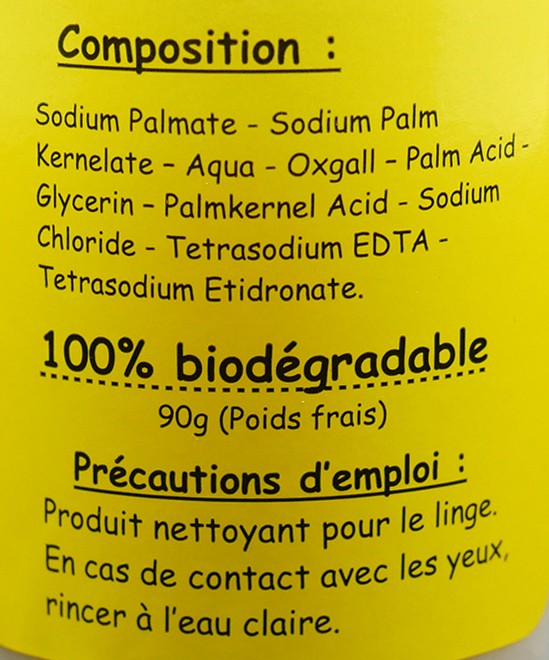 Composition :
Sodium Palmate - Sodium Palm
Kernelate - Aqua - Oxgall - Palm Acid -
Glycerin - Palmkernel Acid - Sodium
Chloride - Tetrasodium EDTA -
Tetrasodium Etidronate.
100% biodégradable
90g (Poids frais)
Précautions d'emploi :
Produit nettoyant pour le linge.
En cas de contact avec les yeux,
rincer à l'eau claire.